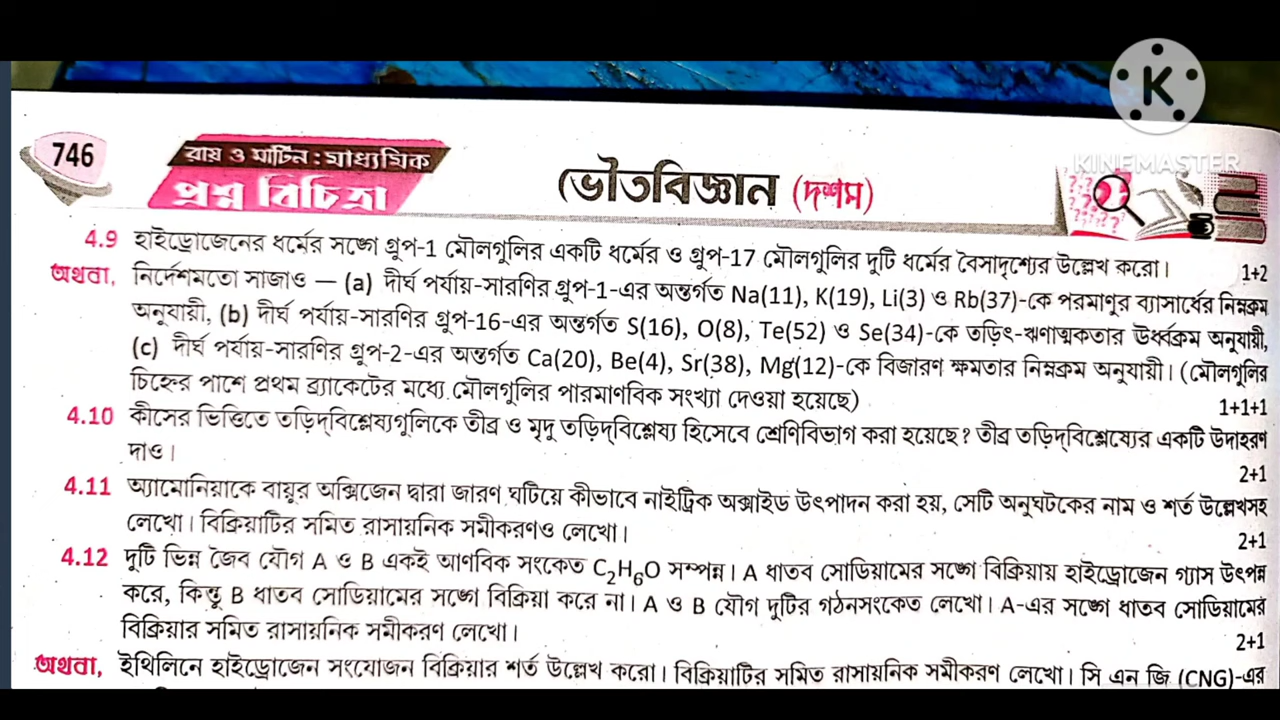 KINEMASTER
746
রায় ও মার্টিন : মাধ্যমিক
প্রশ্ন বিচিত্রা
ভৌতবিজ্ঞান (দশম)
4.9 হাইড্রোজেনের ধর্মের সঙ্গে গ্রুপ-1 মৌলগুলির একটি ধর্মের ও গ্রুপ-17 মৌলগুলির দুটি ধর্মের বৈসাদৃশ্যের উল্লেখ করো।
1+2
অথবা, নির্দেশমতো সাজাও — (a) দীর্ঘ পর্যায়-সারণির গ্রুপ-1-এর অন্তর্গত Na(11), K(19), Li(3) ও Rb(37)-কে পরমাণুর ব্যাসার্ধের নিম্নক্রম
অনুযায়ী, (b) দীর্ঘ পর্যায়-সারণির গ্রুপ-16-এর অন্তর্গত S(16), O(8), Te(52) ও Se(34)-কে তড়িৎ-ঋণাত্মকতার ঊর্ধ্বক্রম অনুযায়ী,
(c) দীর্ঘ পর্যায়-সারণির গ্রুপ-2-এর অন্তর্গত Ca(20), Be(4), Sr(38), Mg(12)-কে বিজারণ ক্ষমতার নিম্নক্রম অনুযায়ী। (মৌলগুলির
চিহ্নের পাশে প্রথম ব্র্যাকেটের মধ্যে মৌলগুলির পারমাণবিক সংখ্যা দেওয়া হয়েছে)
1+1+1
4.10 কীসের ভিত্তিতে তড়িদ্‌বিশ্লেষ্যগুলিকে তীব্র ও মৃদু তড়িদ্‌বিশ্লেষ্য হিসেবে শ্রেণিবিভাগ করা হয়েছে? তীব্র তড়িদ্‌বিশ্লেষ্যের একটি উদাহরণ
দাও।
2+1
4.11 অ্যামোনিয়াকে বায়ুর অক্সিজেন দ্বারা জারণ ঘটিয়ে কীভাবে নাইট্রিক অক্সাইড উৎপাদন করা হয়, সেটি অনুঘটকের নাম ও শর্ত উল্লেখসহ
লেখো। বিক্রিয়াটির সমিত রাসায়নিক সমীকরণও লেখো।
2+1
4.12 দুটি ভিন্ন জৈব যৌগ A ও B একই আণবিক সংকেত C₂H₆O সম্পন্ন। A ধাতব সোডিয়ামের সঙ্গে বিক্রিয়ায় হাইড্রোজেন গ্যাস উৎপন্ন
করে, কিন্তু B ধাতব সোডিয়ামের সঙ্গে বিক্রিয়া করে না। A ও B যৌগ দুটির গঠনসংকেত লেখো। A-এর সঙ্গে ধাতব সোডিয়ামের
বিক্রিয়ার সমিত রাসায়নিক সমীকরণ লেখো।
2+1
অথবা, ইথিলিনে হাইড্রোজেন সংযোজন বিক্রিয়ার শর্ত উল্লেখ করো। বিক্রিয়াটির সমিত রাসায়নিক সমীকরণ লেখো। সি এন জি (CNG)-এর